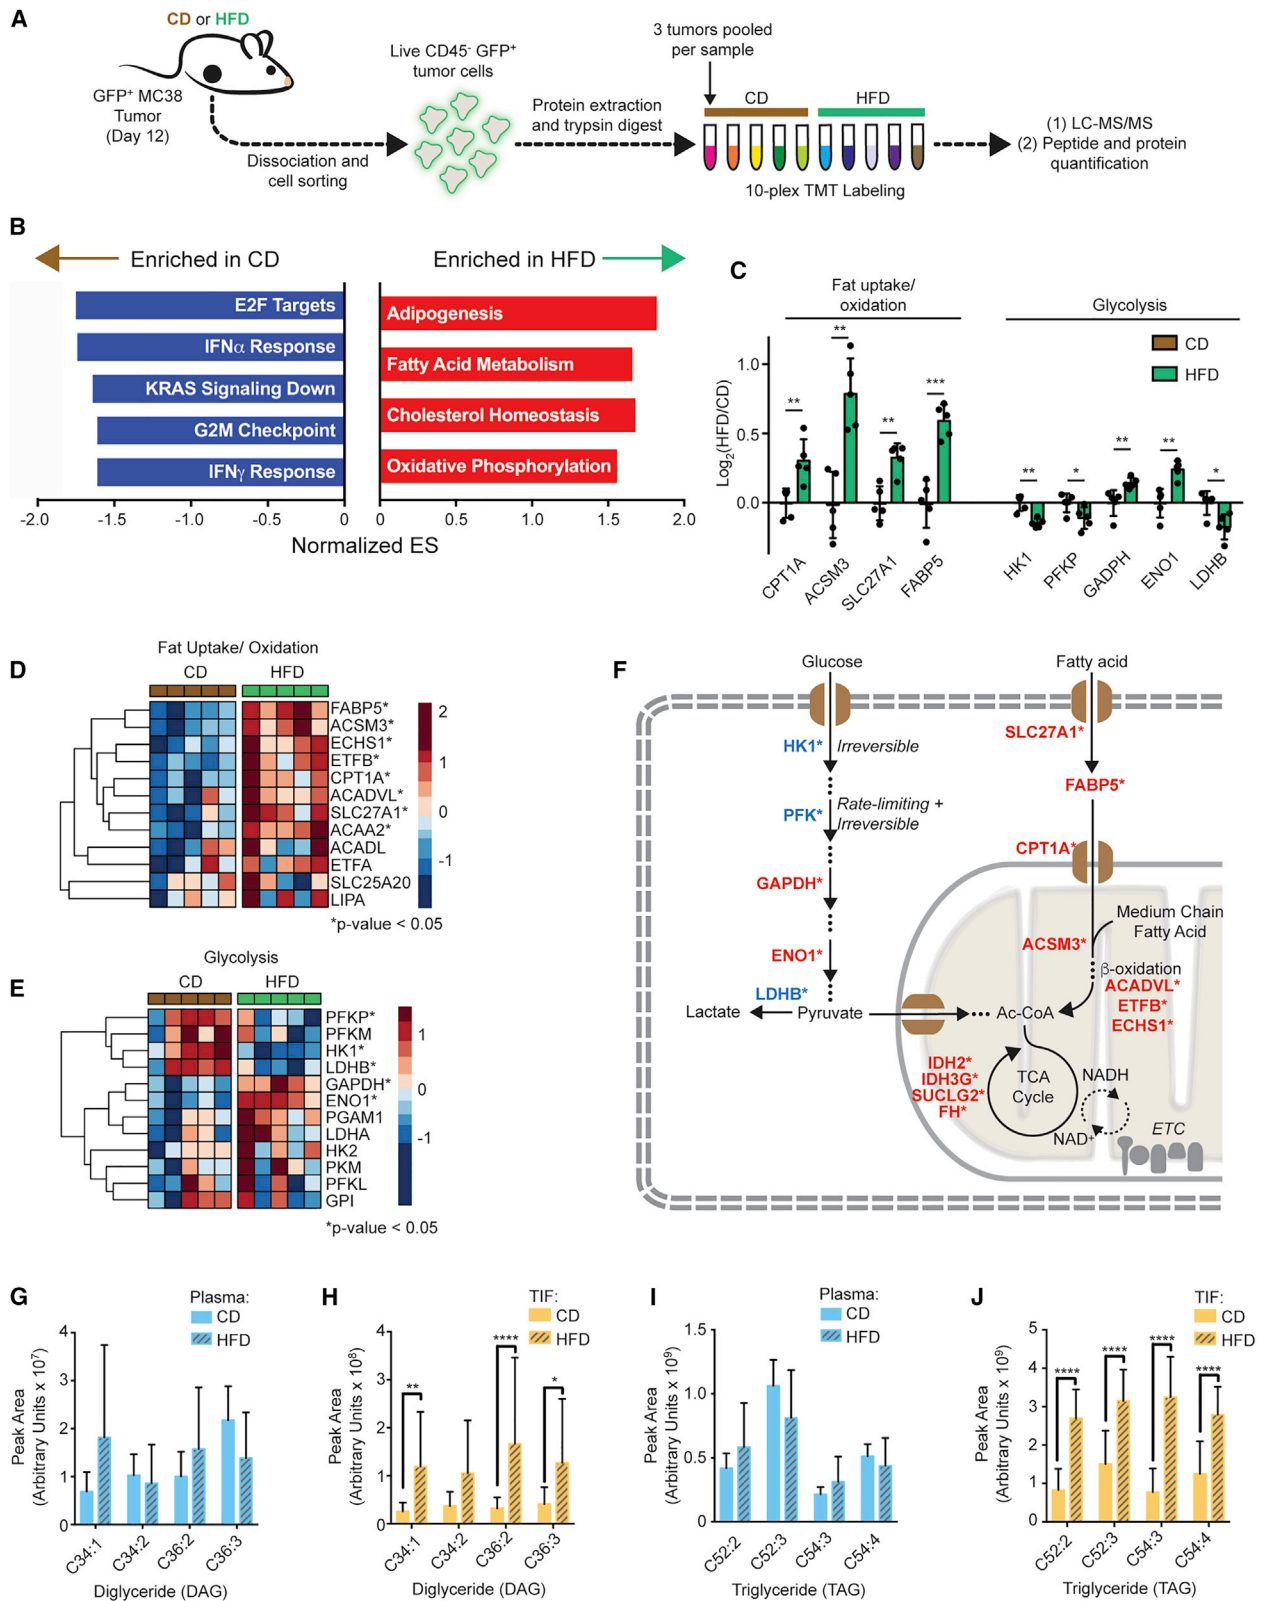 A
CD or HFD
GFP+ MC38
Tumor
(Day 12)
Dissociation and
cell sorting
Live CD45- GFP+
tumor cells
Protein extraction
and trypsin digest
3 tumors pooled
per sample
CD
HFD
10-plex TMT Labeling
(1) LC-MS/MS
(2) Peptide and protein
quantification
B
Enriched in CD
Enriched in HFD
E2F Targets
IFNα Response
KRAS Signaling Down
G2M Checkpoint
IFNγ Response
Adipogenesis
Fatty Acid Metabolism
Cholesterol Homeostasis
Oxidative Phosphorylation
-2.0
-1.5
-1.0
-0.5
0
0
0.5
1.0
1.5
2.0
Normalized ES
C
Fat uptake/
oxidation
Glycolysis
CD
HFD
Log2(HFD/CD)
1.0
0.5
0.0
**
**
**
***
**
*
**
**
*
CPT1A
ACSM3
SLC27A1
FABP5
HK1
PFKP
GADPH
ENO1
LDHB
D
Fat Uptake/ Oxidation
CD
HFD
FABP5*
ACSM3*
ECHS1*
ETFB*
CPT1A*
ACADVL*
SLC27A1*
ACAA2*
ACADL
ETFA
SLC25A20
LIPA
2
1
0
-1
*p-value < 0.05
E
Glycolysis
CD
HFD
PFKP*
PFKM
HK1*
LDHB*
GAPDH*
ENO1*
PGAM1
LDHA
HK2
PKM
PFKL
GPI
1
0
-1
*p-value < 0.05
F
Glucose
Fatty acid
HK1*
Irreversible
PFK*
Rate-limiting +
Irreversible
GAPDH*
ENO1*
LDHB*
Lactate
Pyruvate
SLC27A1*
FABP5*
CPT1A*
Medium Chain
Fatty Acid
ACSM3*
β-oxidation
ACADVL*
ETFB*
ECHS1*
Ac-CoA
IDH2*
IDH3G*
SUCLG2*
FH*
TCA
Cycle
NADH
NAD+
ETC
G
Plasma:
CD
HFD
Peak Area
(Arbitrary Units x 10⁷)
4
3
2
1
0
C34:1
C34:2
C36:2
C36:3
Diglyceride (DAG)
H
TIF:
CD
HFD
Peak Area
(Arbitrary Units x 10⁸)
4
3
2
1
0
**
****
*
C34:1
C34:2
C36:2
C36:3
Diglyceride (DAG)
I
Plasma:
CD
HFD
Peak Area
(Arbitrary Units x 10⁹)
1.5
1.0
0.5
0
C52:2
C52:3
C54:3
C54:4
Triglyceride (TAG)
J
TIF:
CD
HFD
Peak Area
(Arbitrary Units x 10⁹)
5
4
3
2
1
0
****
****
****
****
C52:2
C52:3
C54:3
C54:4
Triglyceride (TAG)